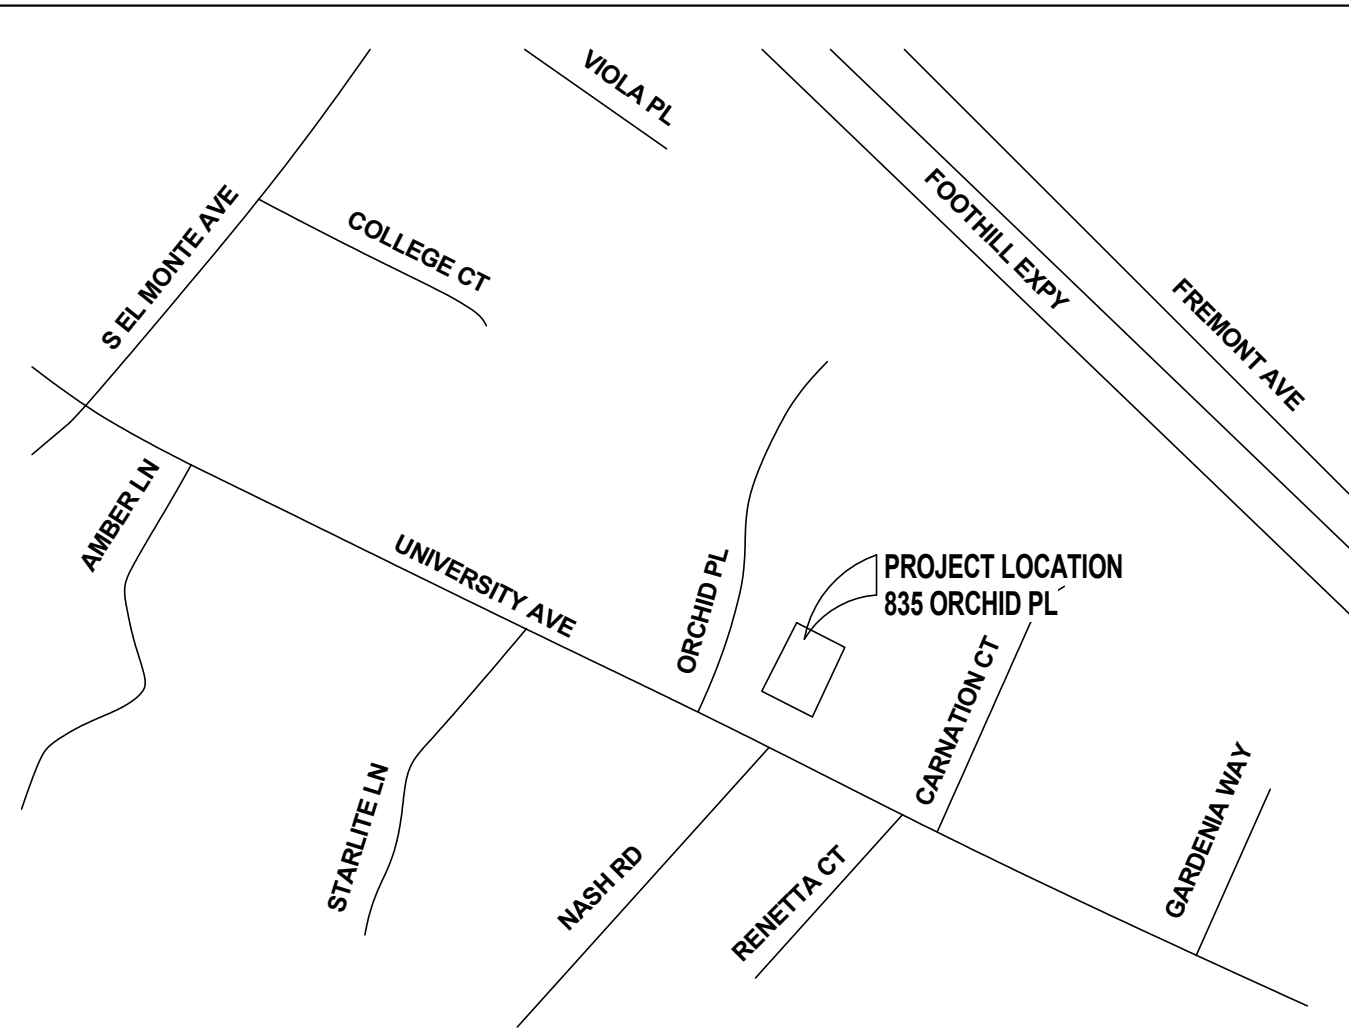 VIOLA PL
S EL MONTE AVE
COLLEGE CT
FOOTHILL EXPY
FREMONT AVE
AMBER LN
UNIVERSITY AVE
ORCHID PL
PROJECT LOCATION
835 ORCHID PL
CARNATION CT
STARLITE LN
NASH RD
RENETTA CT
GARDENIA WAY